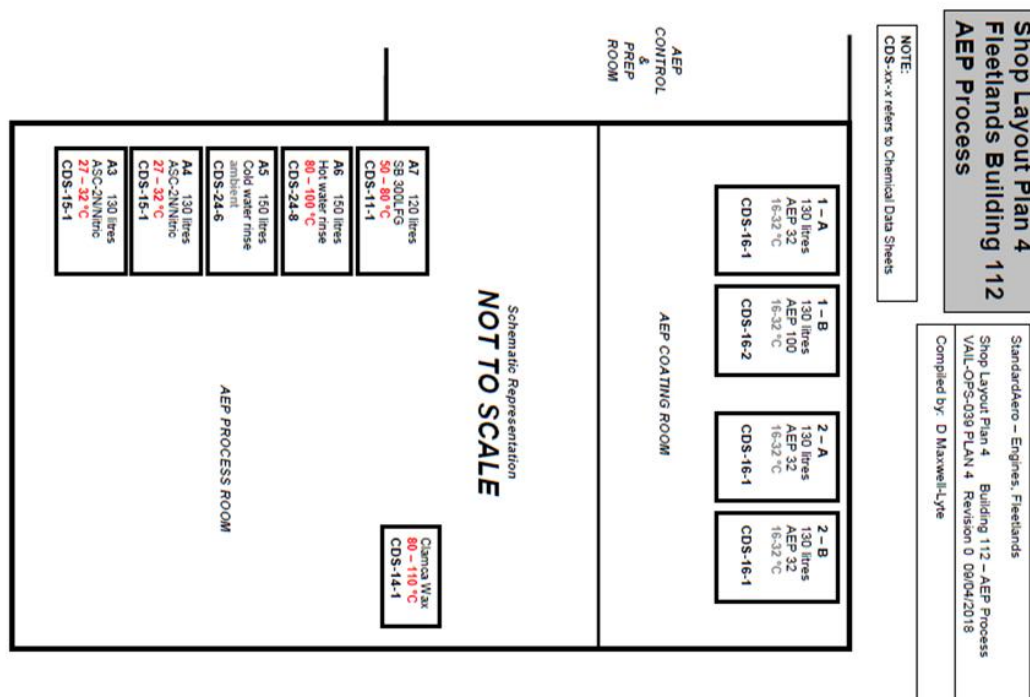 Shop Layout Plan 4
Fleetlands Building 112
AEP Process
StandardAero – Engines, Fleetlands
Shop Layout Plan 4 Building 112 – AEP Process
VAIL-OPS-039 PLAN 4 Revision 0 09/04/2018
Compiled by: D Maxwell-Lyte
NOTE:
CDS-xx-x refers to Chemical Data Sheets
AEP
CONTROL
&
PREP
ROOM
1 – A
130 litres
AEP 32
16-32 °C
CDS-16-1
1 – B
130 litres
AEP 100
16-32 °C
CDS-16-2
2 – A
130 litres
AEP 32
16-32 °C
CDS-16-1
2 – B
130 litres
AEP 32
16-32 °C
CDS-16-1
AEP COATING ROOM
Schematic Representation
NOT TO SCALE
A7 120 litres
SB 300LFG
50 – 80 °C
CDS-11-1
A6 150 litres
Hot water rinse
80 – 100 °C
CDS-24-8
A5 150 litres
Cold water rinse
ambient
CDS-24-6
A4 130 litres
ASC-2N/Nitric
27 – 32 °C
CDS-15-1
A3 130 litres
ASC-2N/Nitric
27 – 32 °C
CDS-15-1
Clamca Wax
80 – 110 °C
CDS-14-1
AEP PROCESS ROOM